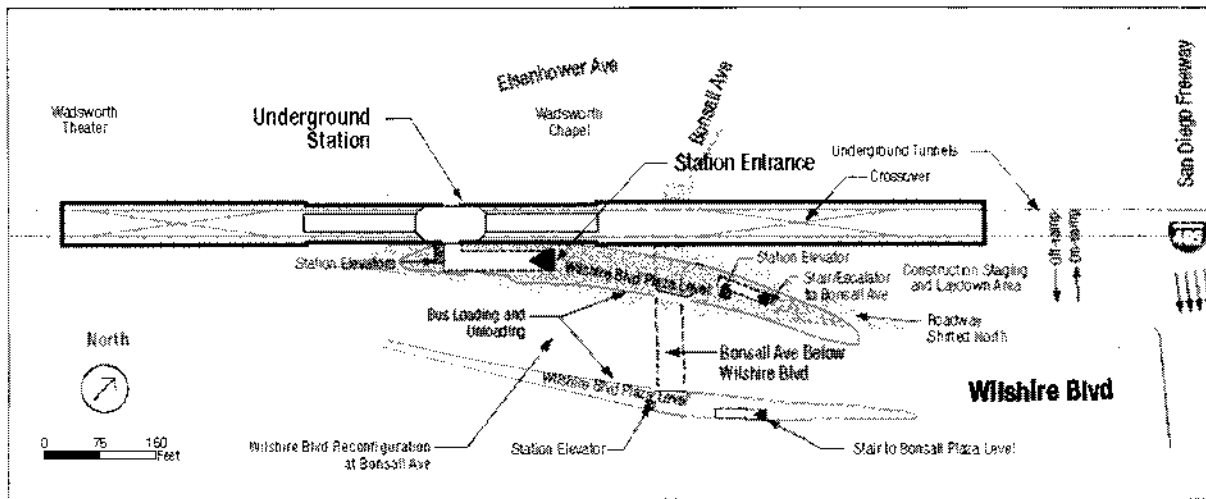 Eisenhower Ave
Wadsworth
Theater
Underground
Station
Wadsworth
Chapel
Bonsall Ave
Station Entrance
Underground Tunnels
Crossover
San Diego Freeway
Off-ramp
On-ramp
Station Elevators
Wilshire Blvd Plaza Level
Station Elevator
Stair/Escalator
to Bonsall Ave
Construction Staging
and Laydown Area
Bus Loading and
Unloading
Roadway
Shifted North
North
Bonsall Ave Below
Wilshire Blvd
Wilshire Blvd Plaza Level
Wilshire Blvd
0 75 150
Feet
Wilshire Blvd Reconfiguration
at Bonsall Ave
Station Elevator
Stair to Bonsall Plaza Level